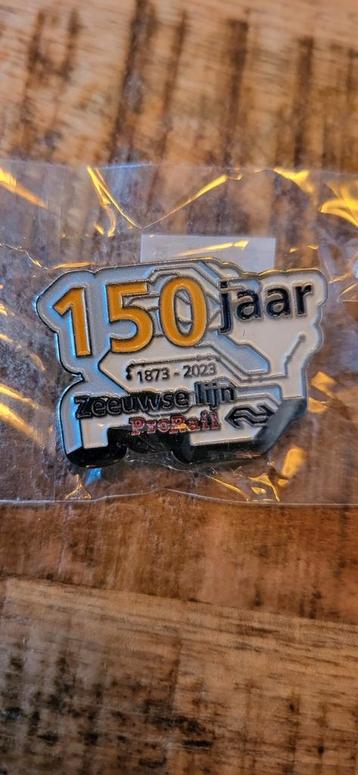 150 jaar
1873 - 2023
Zeeuwse lijn
ProRail